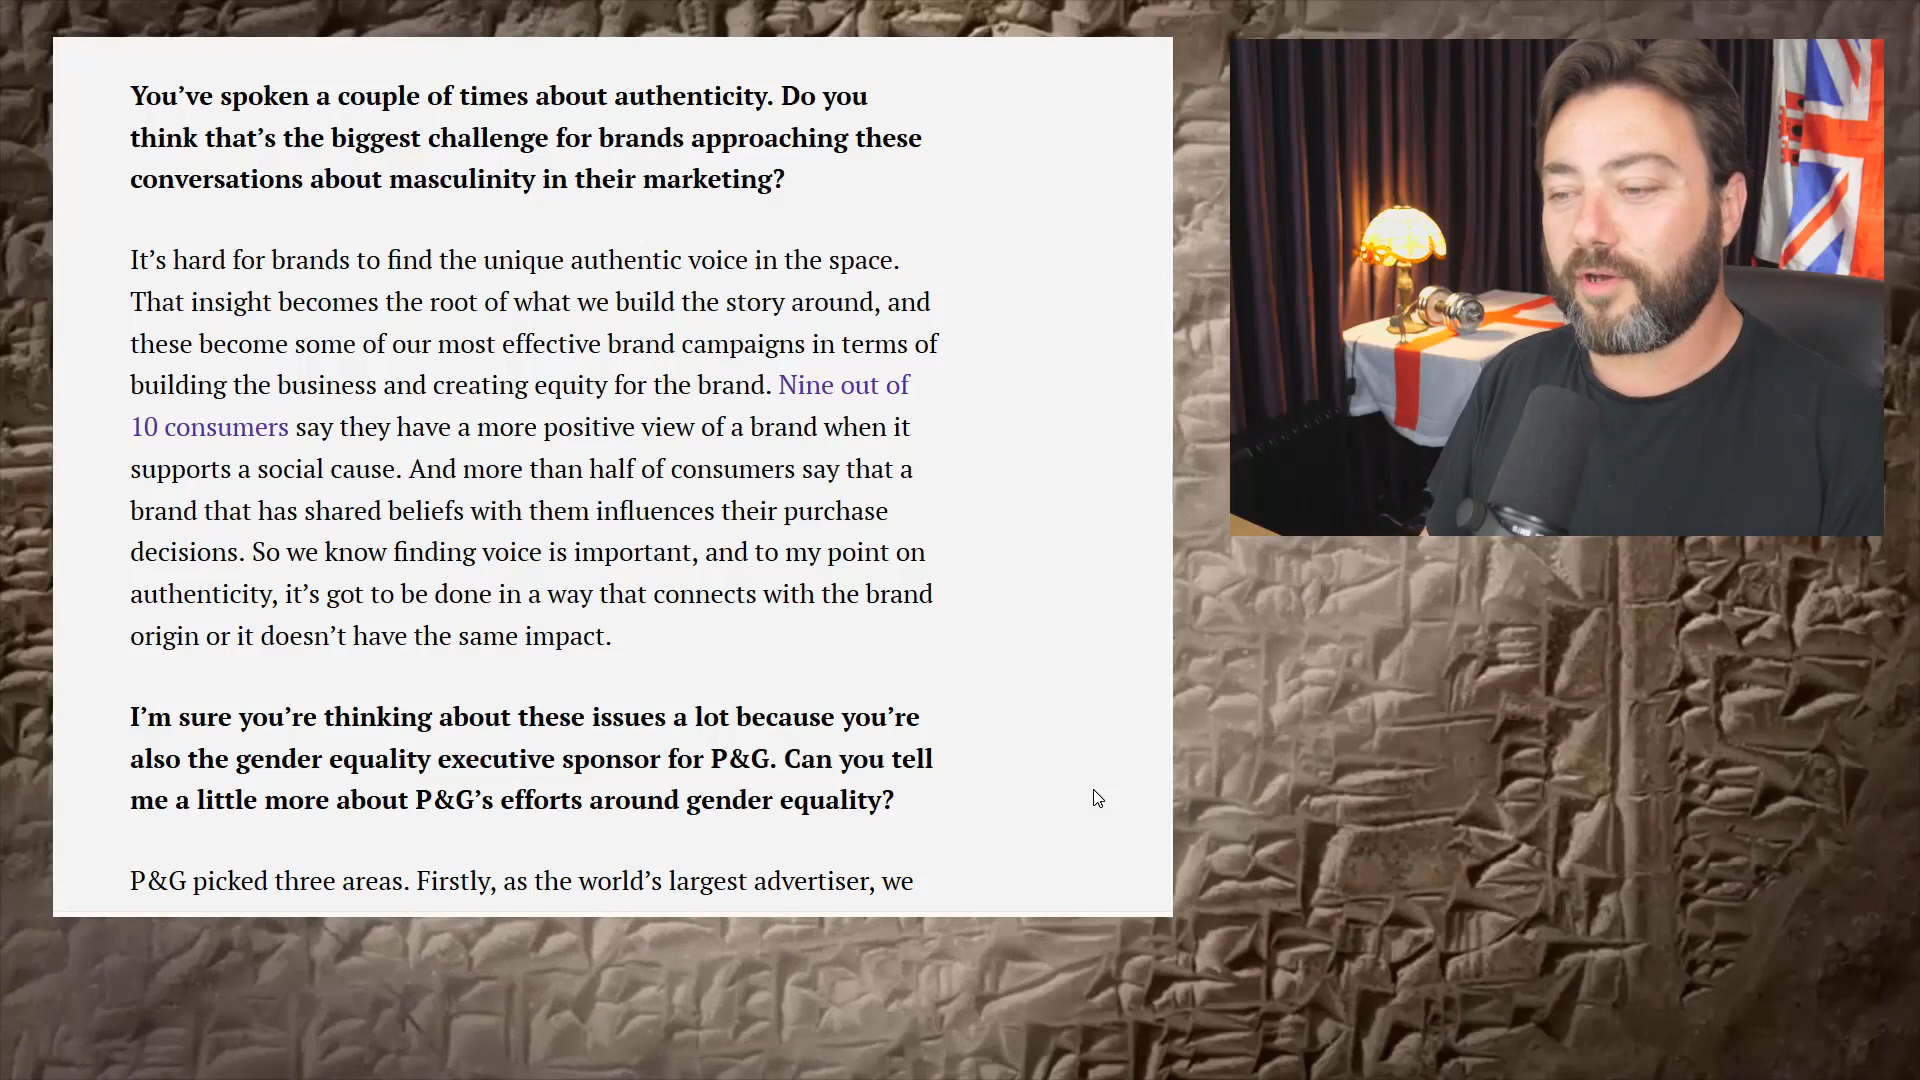 You’ve spoken a couple of times about authenticity. Do you
think that’s the biggest challenge for brands approaching these
conversations about masculinity in their marketing?
It’s hard for brands to find the unique authentic voice in the space.
That insight becomes the root of what we build the story around, and
these become some of our most effective brand campaigns in terms of
building the business and creating equity for the brand. Nine out of
10 consumers say they have a more positive view of a brand when it
supports a social cause. And more than half of consumers say that a
brand that has shared beliefs with them influences their purchase
decisions. So we know finding voice is important, and to my point on
authenticity, it’s got to be done in a way that connects with the brand
origin or it doesn’t have the same impact.
I’m sure you’re thinking about these issues a lot because you’re
also the gender equality executive sponsor for P&G. Can you tell
me a little more about P&G’s efforts around gender equality?
P&G picked three areas. Firstly, as the world’s largest advertiser, we